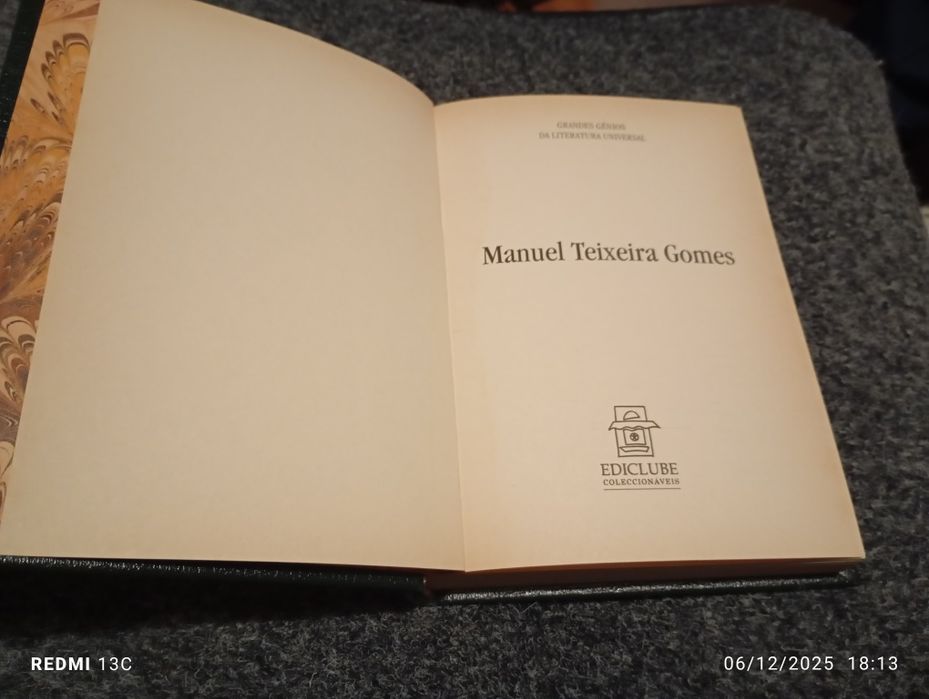 GRANDES GÉNIOS
DA LITERATURA UNIVERSAL
Manuel Teixeira Gomes
EDICLUBE
COLECCIONÁVEIS
REDMI 13C
06/12/2025 18:13